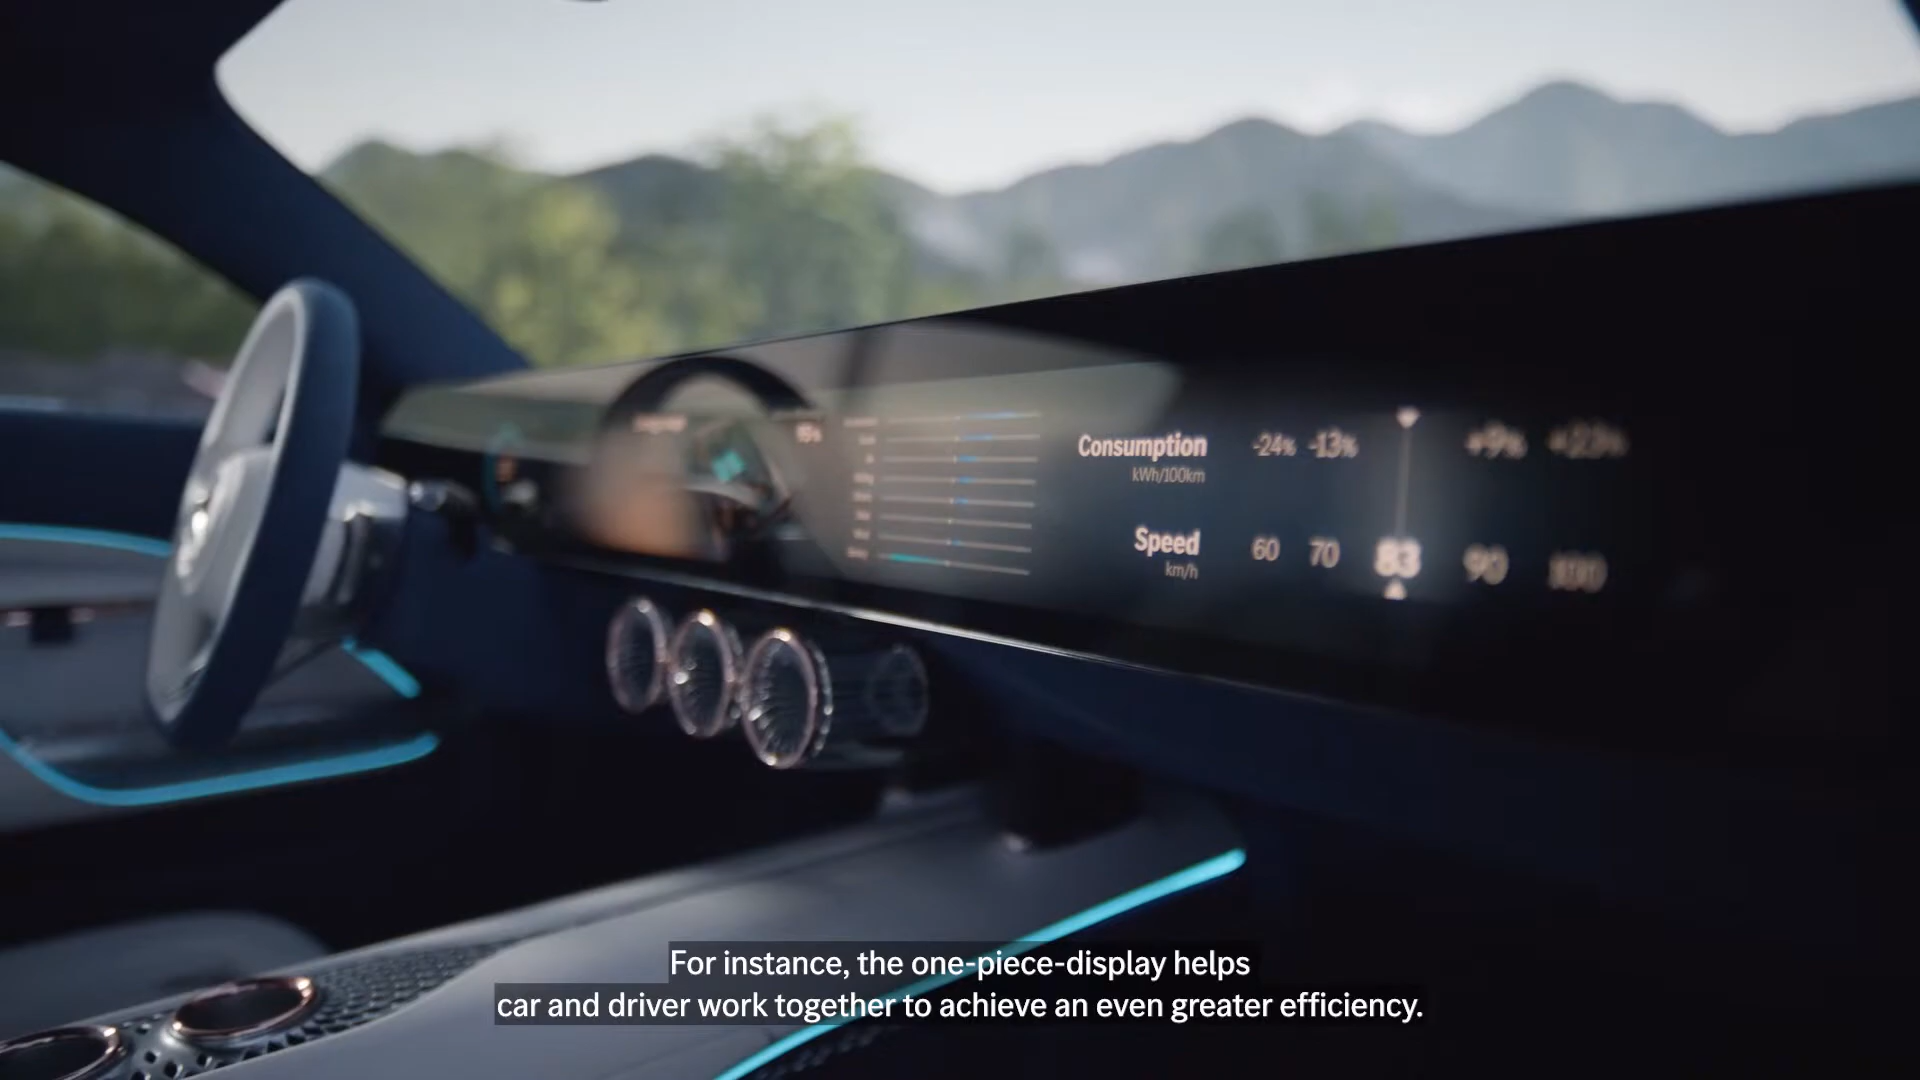 Consumption -24% -13% +9% +23%
kWh/100km
Speed 60 70 83 90 100
km/h
For instance, the one-piece-display helps
car and driver work together to achieve an even greater efficiency.